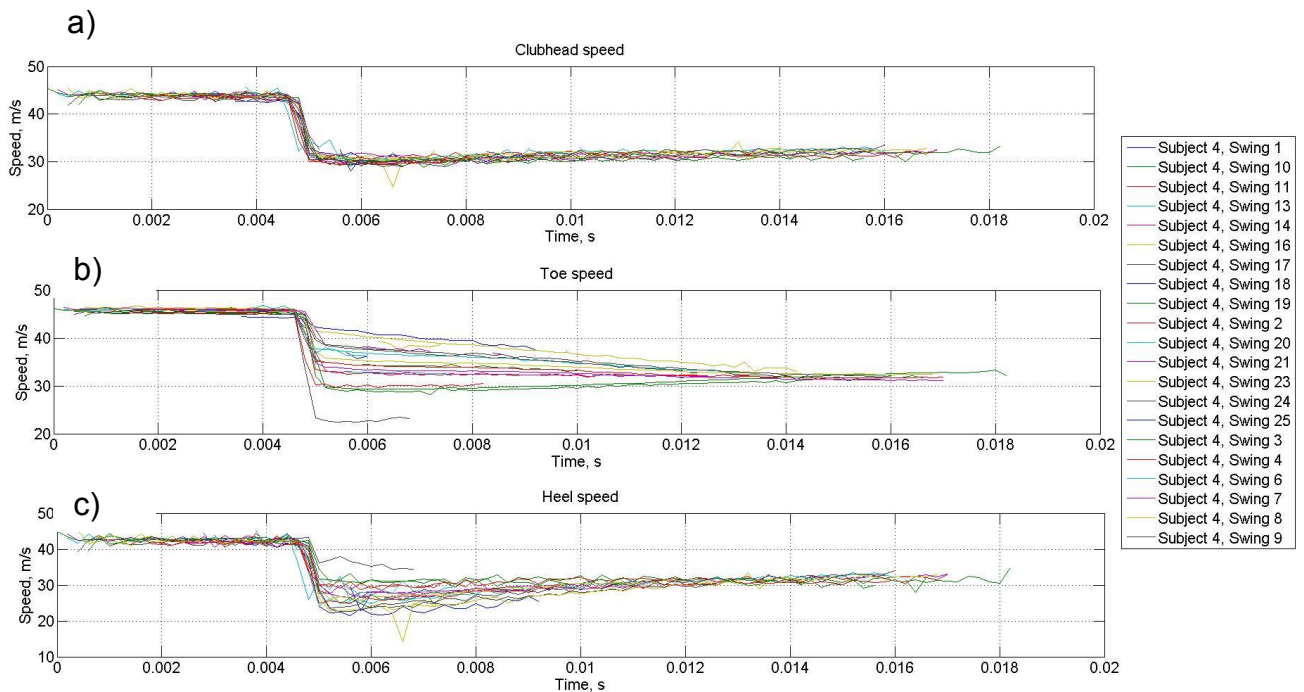 a)
Clubhead speed
50
40
30
20
Speed, m/s
0 0.002 0.004 0.006 0.008 0.01 0.012 0.014 0.016 0.018 0.02
Time, s
b)
Toe speed
50
40
30
20
Speed, m/s
0 0.002 0.004 0.006 0.008 0.01 0.012 0.014 0.016 0.018 0.02
Time, s
c)
Heel speed
50
40
30
20
10
Speed, m/s
0 0.002 0.004 0.006 0.008 0.01 0.012 0.014 0.016 0.018 0.02
Time, s
Subject 4, Swing 1
Subject 4, Swing 10
Subject 4, Swing 11
Subject 4, Swing 13
Subject 4, Swing 14
Subject 4, Swing 16
Subject 4, Swing 17
Subject 4, Swing 18
Subject 4, Swing 19
Subject 4, Swing 2
Subject 4, Swing 20
Subject 4, Swing 21
Subject 4, Swing 23
Subject 4, Swing 24
Subject 4, Swing 25
Subject 4, Swing 3
Subject 4, Swing 4
Subject 4, Swing 6
Subject 4, Swing 7
Subject 4, Swing 8
Subject 4, Swing 9